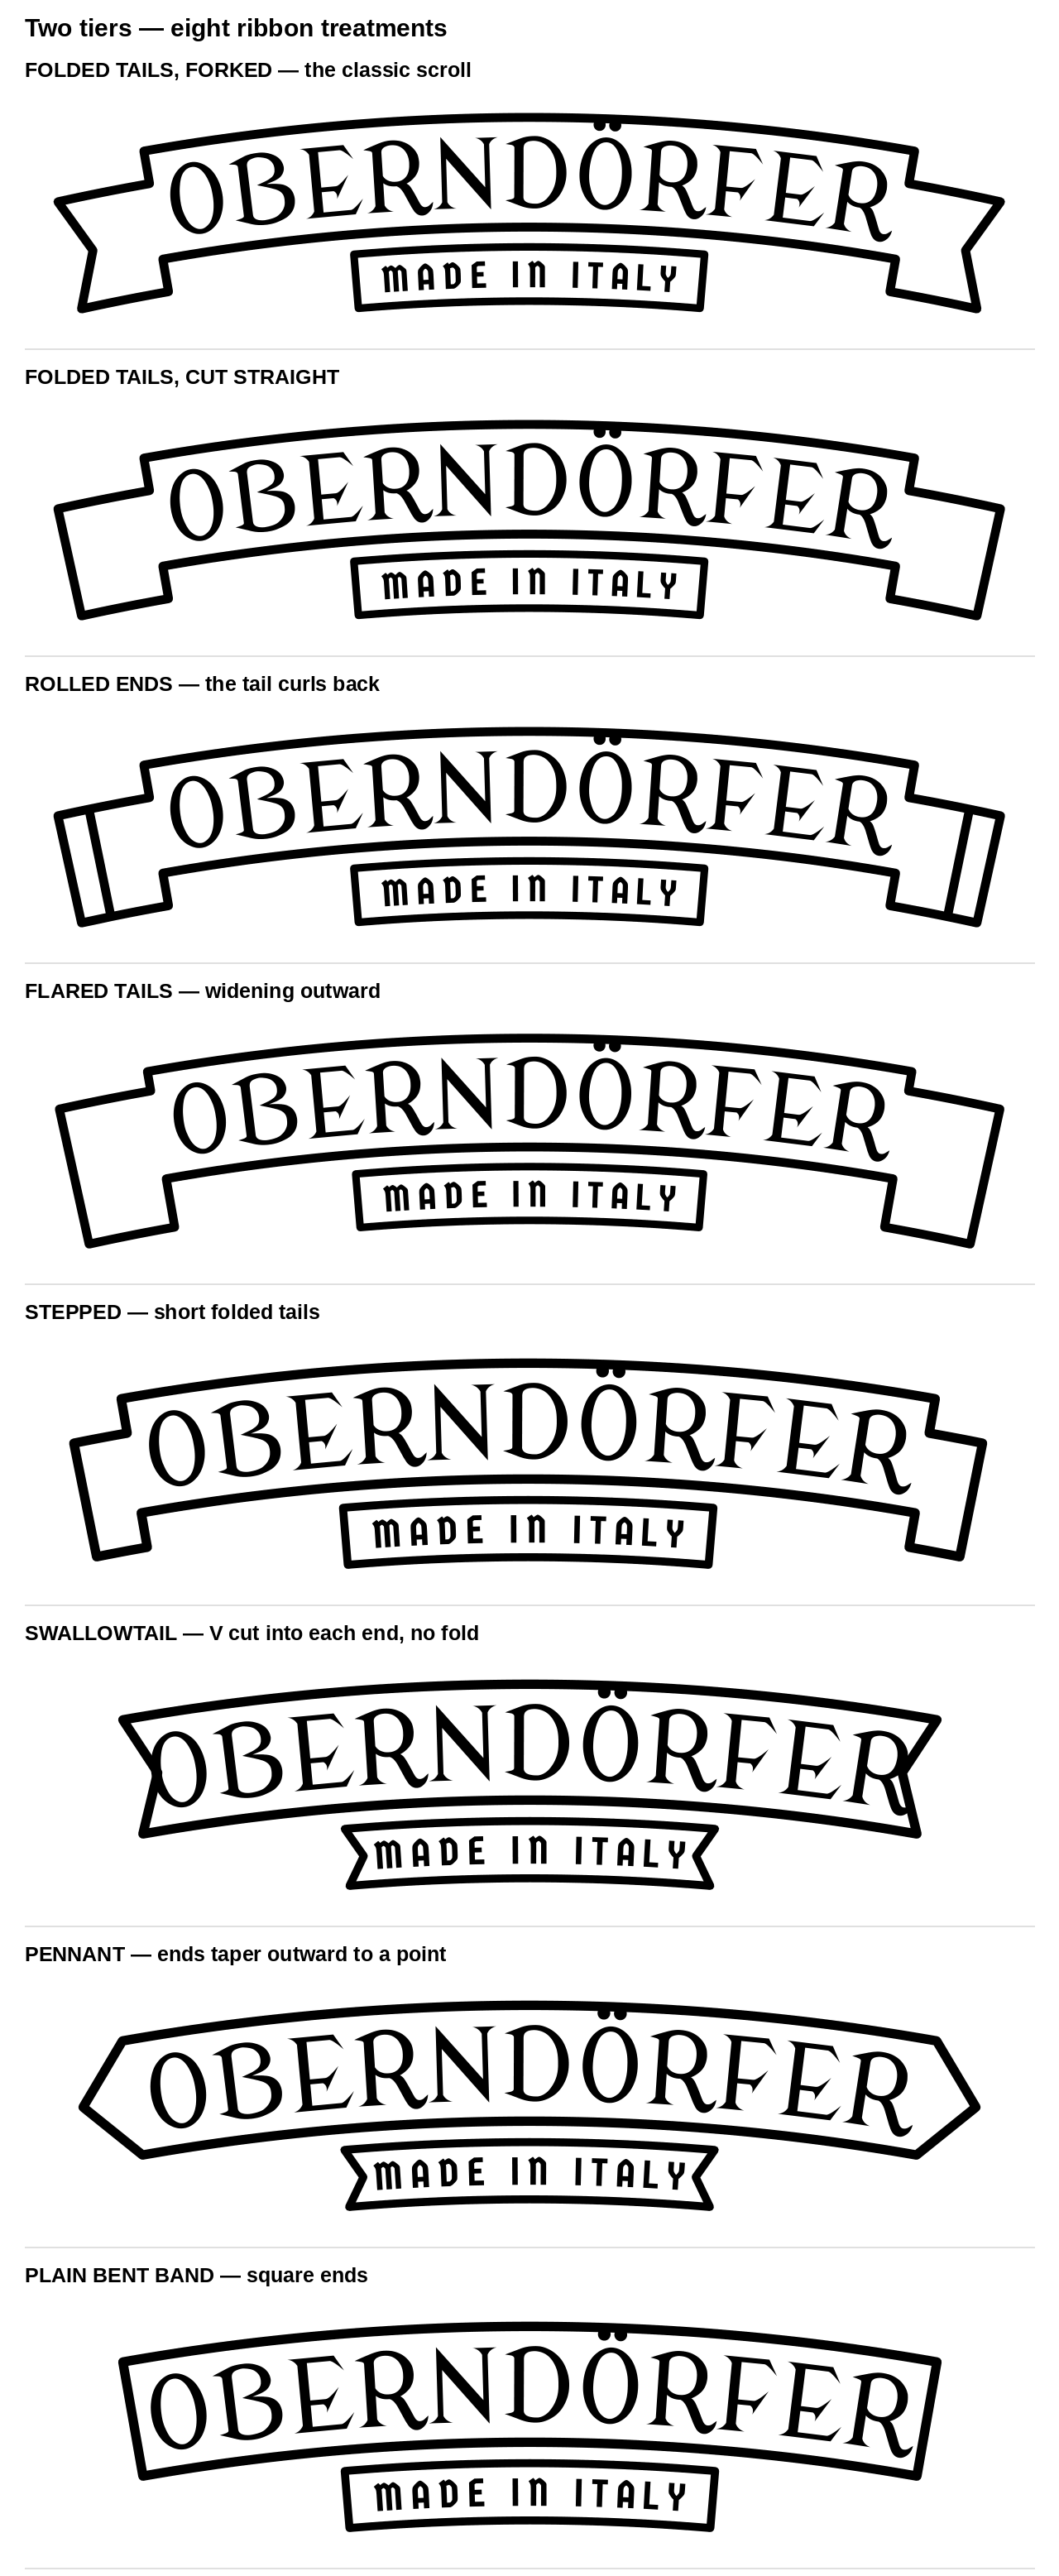 Two tiers — eight ribbon treatments
FOLDED TAILS, FORKED — the classic scroll
OBERNDÖRFER
MADE IN ITALY
FOLDED TAILS, CUT STRAIGHT
OBERNDÖRFER
MADE IN ITALY
ROLLED ENDS — the tail curls back
OBERNDÖRFER
MADE IN ITALY
FLARED TAILS — widening outward
OBERNDÖRFER
MADE IN ITALY
STEPPED — short folded tails
OBERNDÖRFER
MADE IN ITALY
SWALLOWTAIL — V cut into each end, no fold
OBERNDÖRFER
MADE IN ITALY
PENNANT — ends taper outward to a point
OBERNDÖRFER
MADE IN ITALY
PLAIN BENT BAND — square ends
OBERNDÖRFER
MADE IN ITALY